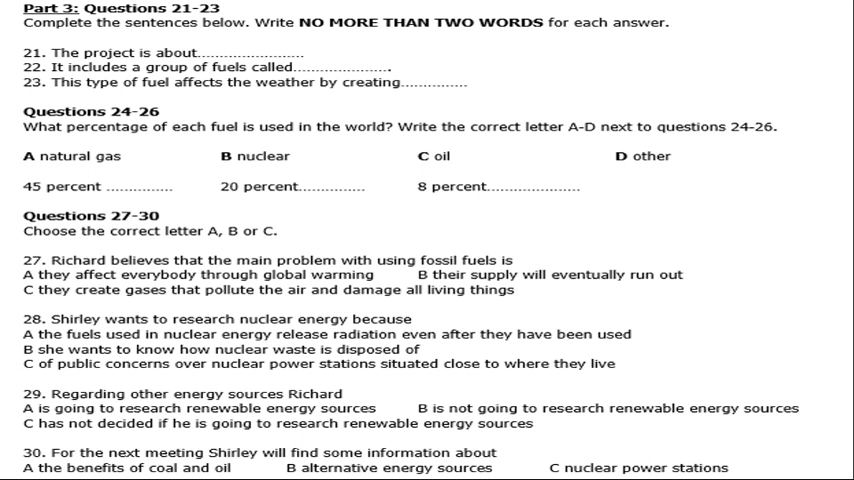 Part 3: Questions 21-23
Complete the sentences below. Write NO MORE THAN TWO WORDS for each answer.
21. The project is about.......................
22. It includes a group of fuels called.....................
23. This type of fuel affects the weather by creating...............
Questions 24-26
What percentage of each fuel is used in the world? Write the correct letter A-D next to questions 24-26.
A natural gas B nuclear C oil D other
45 percent ............... 20 percent............... 8 percent.....................
Questions 27-30
Choose the correct letter A, B or C.
27. Richard believes that the main problem with using fossil fuels is
A they affect everybody through global warming B their supply will eventually run out
C they create gases that pollute the air and damage all living things
28. Shirley wants to research nuclear energy because
A the fuels used in nuclear energy release radiation even after they have been used
B she wants to know how nuclear waste is disposed of
C of public concerns over nuclear power stations situated close to where they live
29. Regarding other energy sources Richard
A is going to research renewable energy sources B is not going to research renewable energy sources
C has not decided if he is going to research renewable energy sources
30. For the next meeting Shirley will find some information about
A the benefits of coal and oil B alternative energy sources C nuclear power stations